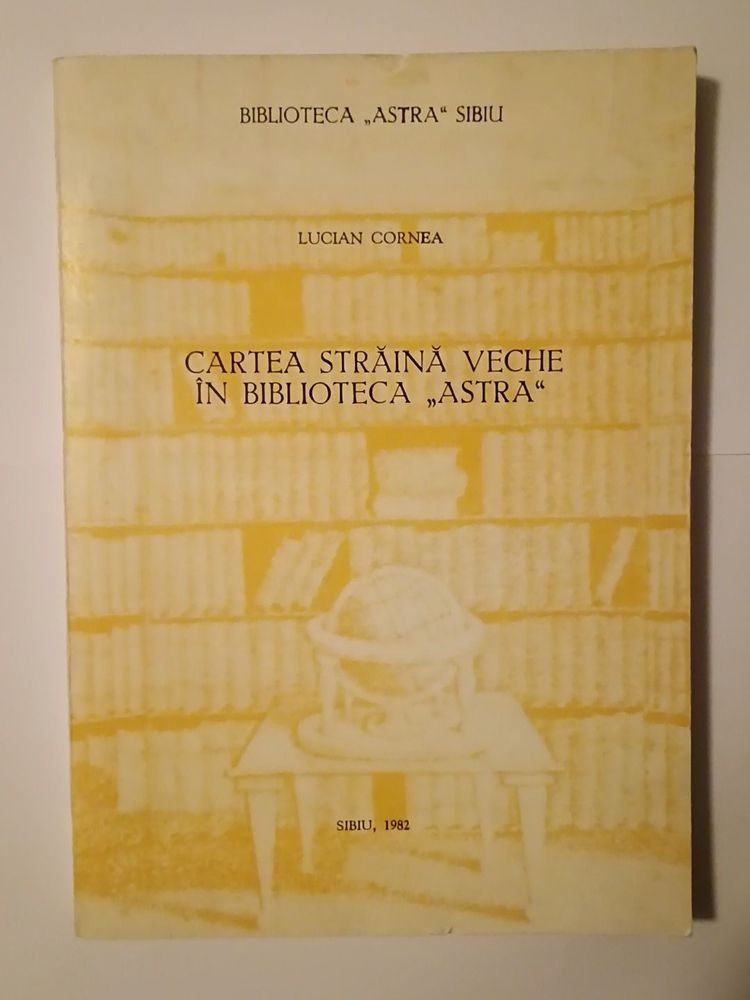 BIBLIOTECA „ASTRA“ SIBIU
LUCIAN CORNEA
CARTEA STRĂINĂ VECHE
ÎN BIBLIOTECA „ASTRA“
SIBIU, 1982